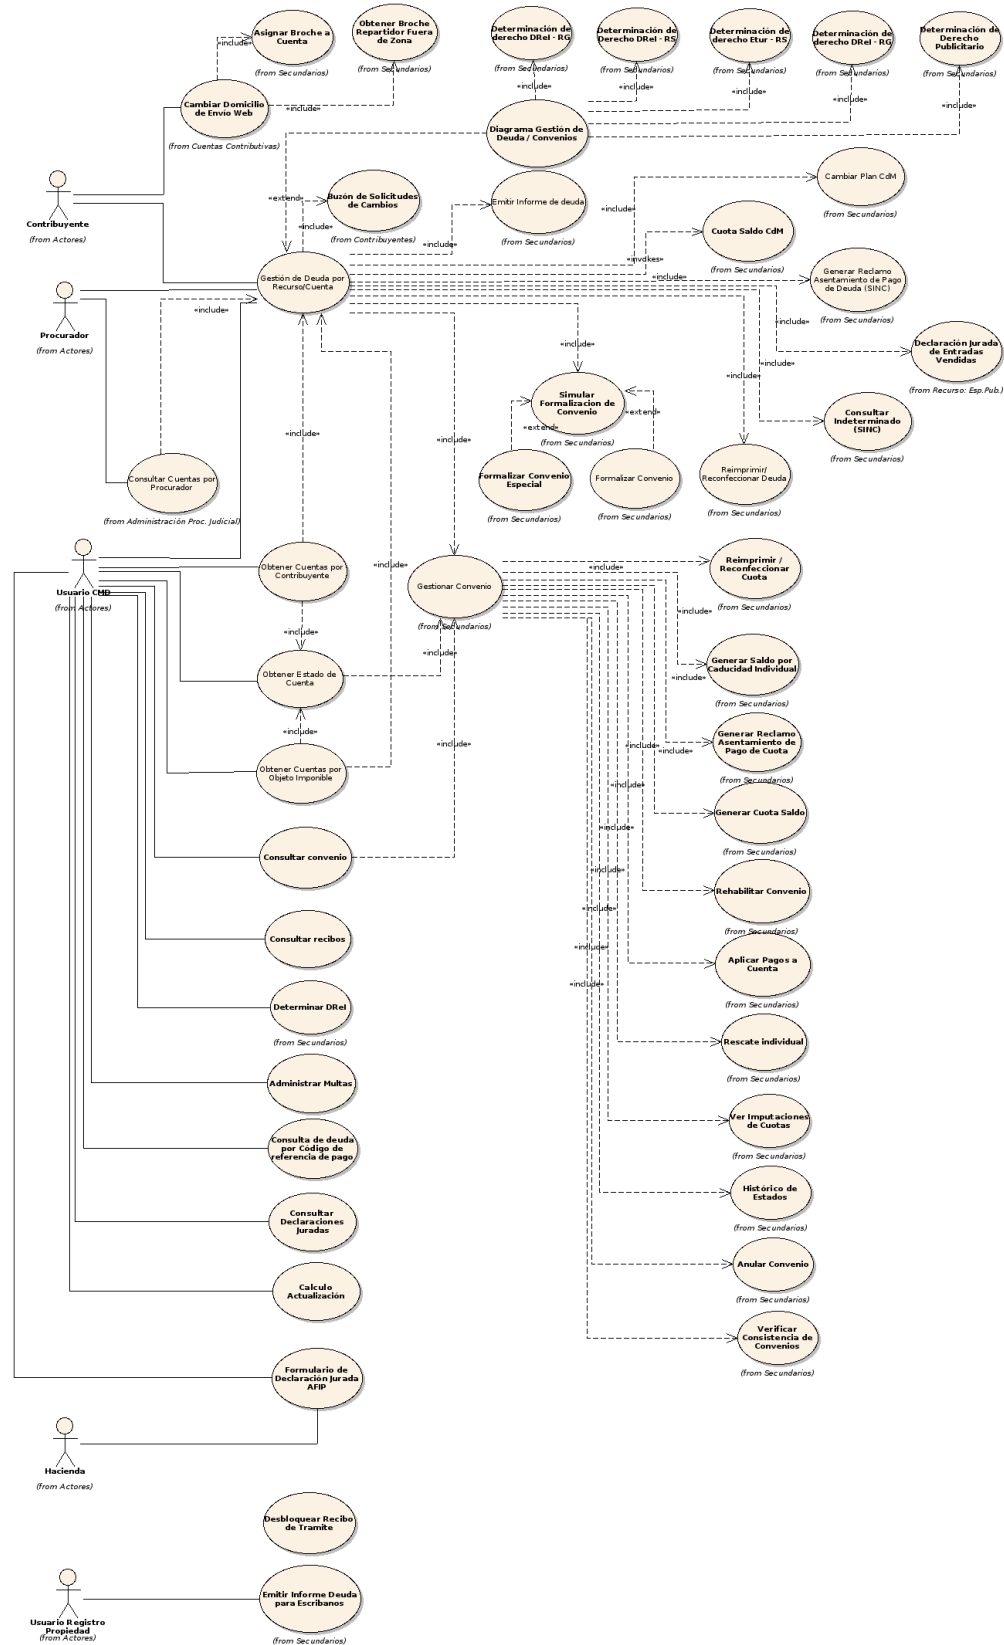 Asignar Broche a
Cuenta
(from Secundarios)
Obtener Broche
Repartidor Fuera
de Zona
(from Secundarios)
Determinación de
derecho DReI - RG
(from Secundarios)
Determinación de
Derecho DReI - RS
(from Secundarios)
Determinación de
derecho Etur - RS
(from Secundarios)
Determinación de
derecho DReI - RG
(from Secundarios)
Determinación de
Derecho
Publicitario
(from Secundarios)
«include»
«include»
«include»
«include»
«include»
«include»
«include»
Cambiar Domicilio
de Envío Web
(from Cuentas Contributivas)
Diagrama Gestión de
Deuda / Convenios
Contribuyente
(from Actores)
«extend»
«include»
Buzón de Solicitudes
de Cambios
(from Contribuyentes)
Emitir Informe de deuda
(from Secundarios)
«include»
Cambiar Plan CdM
(from Secundarios)
«include»
Cuota Saldo CdM
(from Secundarios)
«invokes»
Gestión de Deuda por
Recurso/Cuenta
«include»
Generar Reclamo
Asentamiento de Pago
de Deuda (SINC)
(from Secundarios)
Procurador
(from Actores)
«include»
«include»
Declaración Jurada
de Entradas
Vendidas
(from Recurso: Esp.Pub.)
«include»
«include»
«include»
Simular
Formalizacion de
Convenio
(from Secundarios)
«extend»
«extend»
Consultar
Indeterminado
(SINC)
(from Secundarios)
Consultar Cuentas por
Procurador
(from Administración Proc. Judicial)
«include»
«include»
Formalizar Convenio
Especial
(from Secundarios)
Formalizar Convenio
(from Secundarios)
Reimprimir/
Reconfeccionar Deuda
(from Secundarios)
Usuario CMD
(from Actores)
Obtener Cuentas por
Contribuyente
«include»
Gestionar Convenio
(from Secundarios)
«include»
Reimprimir /
Reconfeccionar
Cuota
(from Secundarios)
«include»
«include»
«include»
Obtener Estado de
Cuenta
«include»
Generar Saldo por
Caducidad Individual
(from Secundarios)
«include»
«include»
Obtener Cuentas por
Objeto Imponible
«include»
«include»
«include»
Generar Reclamo
Asentamiento de
Pago de Cuota
(from Secundarios)
«include»
Generar Cuota Saldo
(from Secundarios)
«include»
Consultar convenio
«include»
Rehabilitar Convenio
(from Secundarios)
«include»
Consultar recibos
«include»
Aplicar Pagos a
Cuenta
(from Secundarios)
«include»
Determinar DReI
(from Secundarios)
Rescate individual
(from Secundarios)
Administrar Multas
Ver Imputaciones
de Cuotas
(from Secundarios)
Consulta de deuda
por Código de
referencia de pago
Histórico de
Estados
(from Secundarios)
Consultar
Declaraciones
Juradas
Anular Convenio
(from Secundarios)
Calculo
Actualización
Verificar
Consistencia de
Convenios
(from Secundarios)
Formulario de
Declaración Jurada
AFIP
Hacienda
(from Actores)
Desbloquear Recibo
de Tramite
Usuario Registro
Propiedad
(from Actores)
Emitir Informe Deuda
para Escribanos
(from Secundarios)